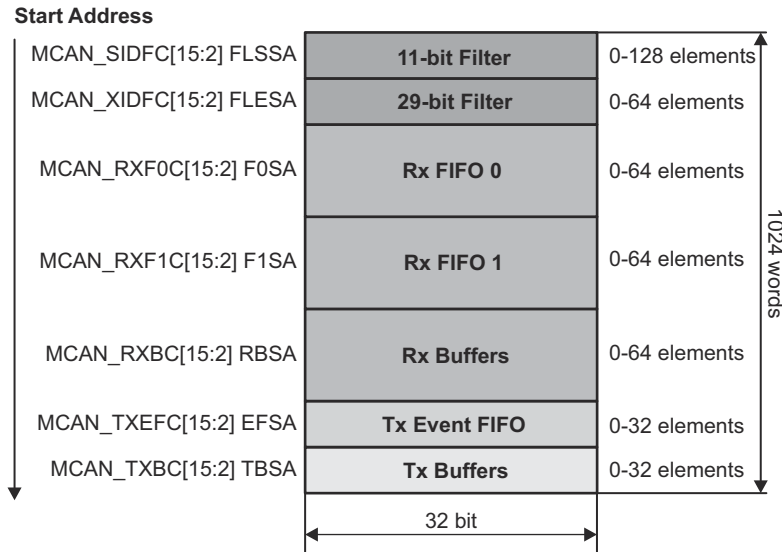 Start Address
MCAN_SIDFC[15:2] FLSSA 11-bit Filter 0-128 elements
MCAN_XIDFC[15:2] FLESA 29-bit Filter 0-64 elements
MCAN_RXF0C[15:2] F0SA Rx FIFO 0 0-64 elements
MCAN_RXF1C[15:2] F1SA Rx FIFO 1 0-64 elements
MCAN_RXBC[15:2] RBSA Rx Buffers 0-64 elements
MCAN_TXEFC[15:2] EFSA Tx Event FIFO 0-32 elements
MCAN_TXBC[15:2] TBSA Tx Buffers 0-32 elements
1024 words
32 bit